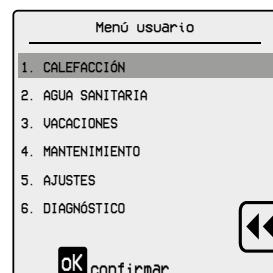 Menú usuario
1. CALEFACCIÓN
2. AGUA SANITARIA
3. VACACIONES
4. MANTENIMIENTO
5. AJUSTES
6. DIAGNÓSTICO
OK confirmar